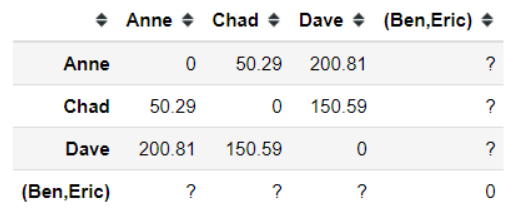 Anne Chad Dave (Ben,Eric)
Anne 0 50.29 200.81 ?
Chad 50.29 0 150.59 ?
Dave 200.81 150.59 0 ?
(Ben,Eric) ? ? ? 0